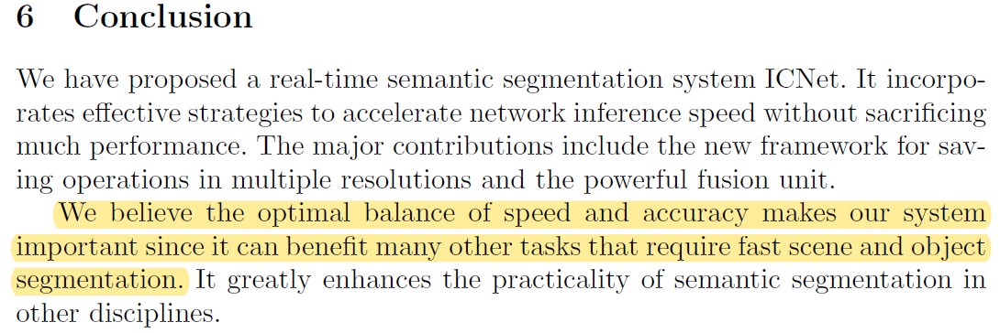 6 Conclusion
We have proposed a real-time semantic segmentation system ICNet. It incorpo-
rates effective strategies to accelerate network inference speed without sacrificing
much performance. The major contributions include the new framework for sav-
ing operations in multiple resolutions and the powerful fusion unit.
We believe the optimal balance of speed and accuracy makes our system
important since it can benefit many other tasks that require fast scene and object
segmentation. It greatly enhances the practicality of semantic segmentation in
other disciplines.